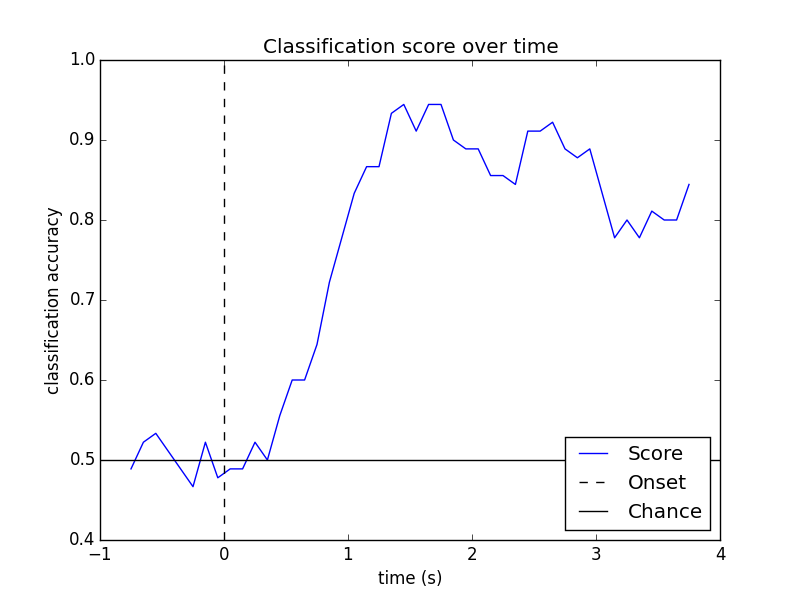 Classification score over time
1.0
0.9
0.8
0.7
0.6
0.5
0.4
classification accuracy
−1
0
1
2
3
4
time (s)
Score
Onset
Chance